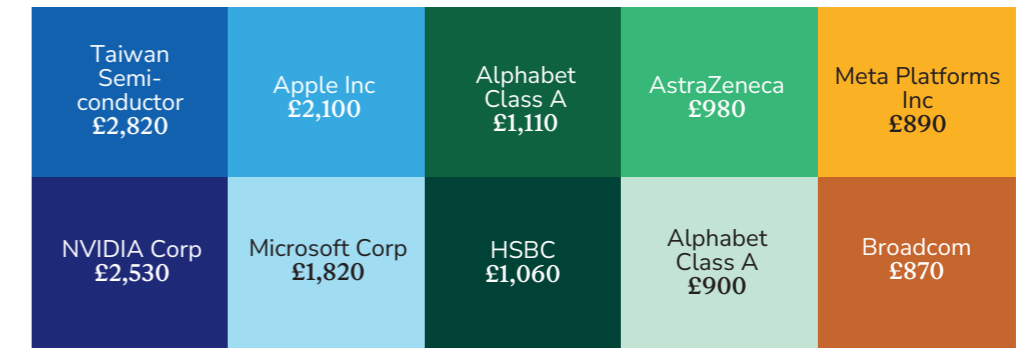 Taiwan
Semi-
conductor
£2,820
Apple Inc
£2,100
Alphabet
Class A
£1,110
AstraZeneca
£980
Meta Platforms
Inc
£890
NVIDIA Corp
£2,530
Microsoft Corp
£1,820
HSBC
£1,060
Alphabet
Class A
£900
Broadcom
£870